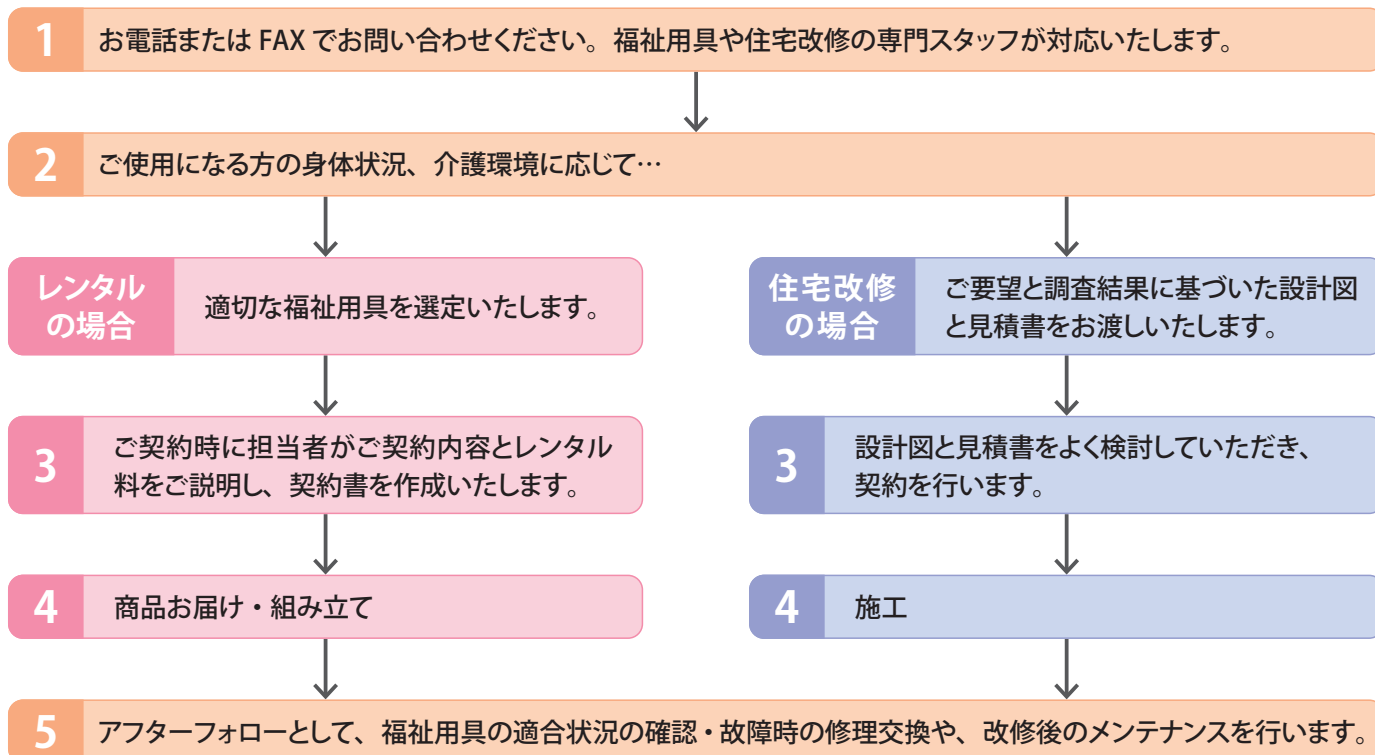 1 お電話または FAX でお問い合わせください。福祉用具や住宅改修の専門スタッフが対応いたします。
2 ご使用になる方の身体状況、介護環境に応じて…
レンタル
の場合
適切な福祉用具を選定いたします。
3
ご契約時に担当者がご契約内容とレンタル
料をご説明し、契約書を作成いたします。
4 商品お届け・組み立て
住宅改修
の場合
ご要望と調査結果に基づいた設計図
と見積書をお渡しいたします。
3
設計図と見積書をよく検討していただき、
契約を行います。
4 施工
5 アフターフォローとして、福祉用具の適合状況の確認・故障時の修理交換や、改修後のメンテナンスを行います。